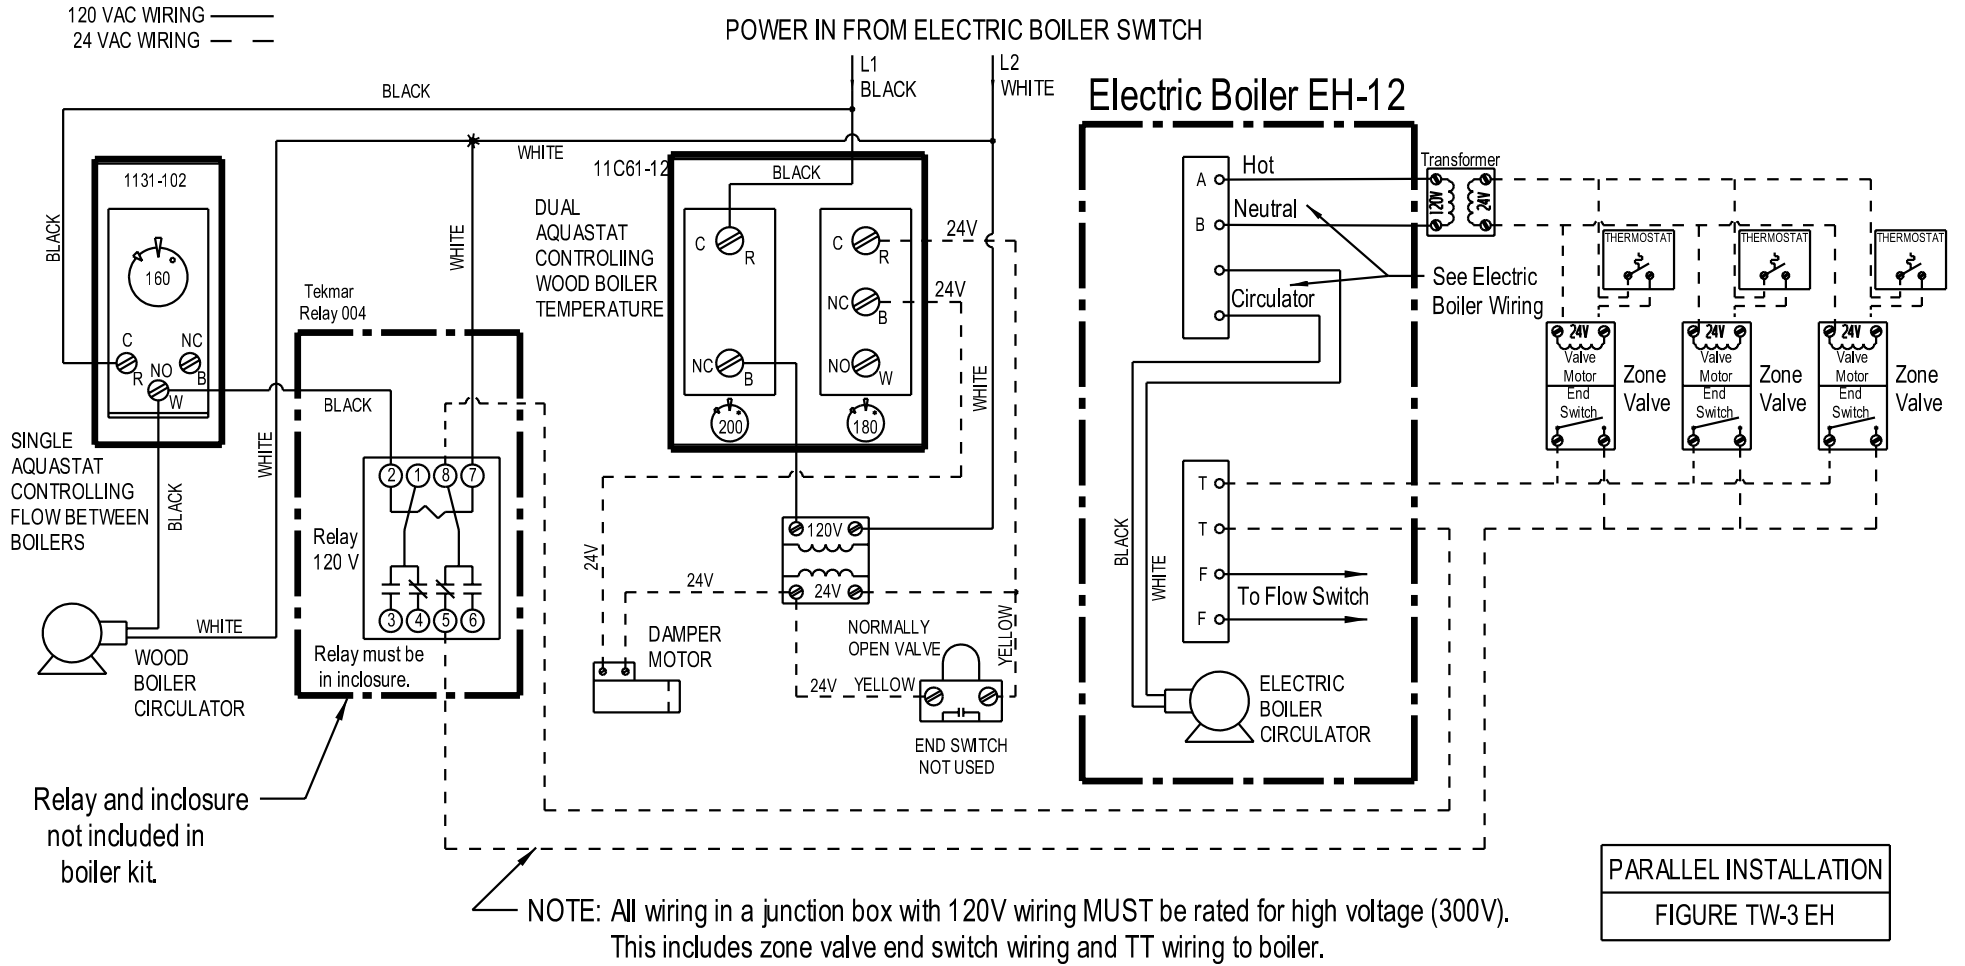 120 VAC WIRING
24 VAC WIRING
POWER IN FROM ELECTRIC BOILER SWITCH
L1
BLACK
L2
WHITE
BLACK
WHITE
BLACK
WHITE
1131-102
160
C
R
NO
W
NC
B
SINGLE
AQUASTAT
CONTROLLING
FLOW BETWEEN
BOILERS
BLACK
WHITE
WHITE
WOOD
BOILER
CIRCULATOR
Tekmar
Relay 004
BLACK
Relay
120 V
2 1 8 7
3 4 5 6
Relay must be
in inclosure.
Relay and inclosure
not included in
boiler kit.
11C61-12
BLACK
DUAL
AQUASTAT
CONTROLIING
WOOD BOILER
TEMPERATURE
C
R
NC
B
200
C
R
NC
B
NO
W
180
24V
24V
WHITE
120V
24V
24V
24V
DAMPER
MOTOR
NORMALLY
OPEN VALVE
24V
YELLOW
YELLOW
END SWITCH
NOT USED
Electric Boiler EH-12
A
Hot
B
Neutral
Circulator
See Electric
Boiler Wiring
T
T
F
F
To Flow Switch
BLACK
WHITE
ELECTRIC
BOILER
CIRCULATOR
Transformer
120V
24V
THERMOSTAT
THERMOSTAT
THERMOSTAT
24V
Valve
Motor
End
Switch
Zone
Valve
24V
Valve
Motor
End
Switch
Zone
Valve
24V
Valve
Motor
End
Switch
Zone
Valve
NOTE: All wiring in a junction box with 120V wiring MUST be rated for high voltage (300V).
This includes zone valve end switch wiring and TT wiring to boiler.
PARALLEL INSTALLATION
FIGURE TW-3 EH